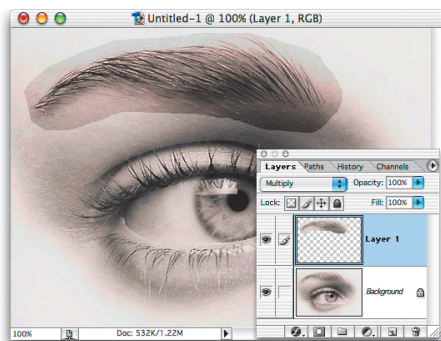 Untitled-1 @ 100% (Layer 1, RGB)
Layers Paths History Channels
Multiply Opacity: 100%
Lock: Fill: 100%
Layer 1
Background
100% Doc: 532K/1.22M